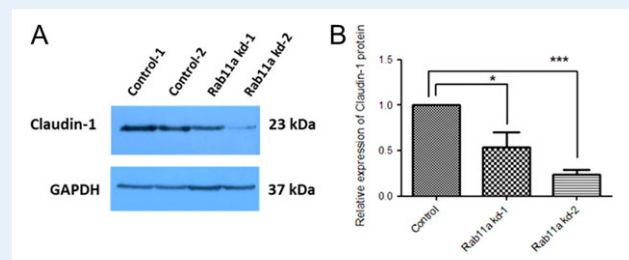 A
Control-1
Control-2
Rab11a kd-1
Rab11a kd-2
Claudin-1
23 kDa
GAPDH
37 kDa
B
Relative expression of Claudin-1 protein
1.5
1.0
0.5
0.0
*
***
Control
Rab11a kd-1
Rab11a kd-2